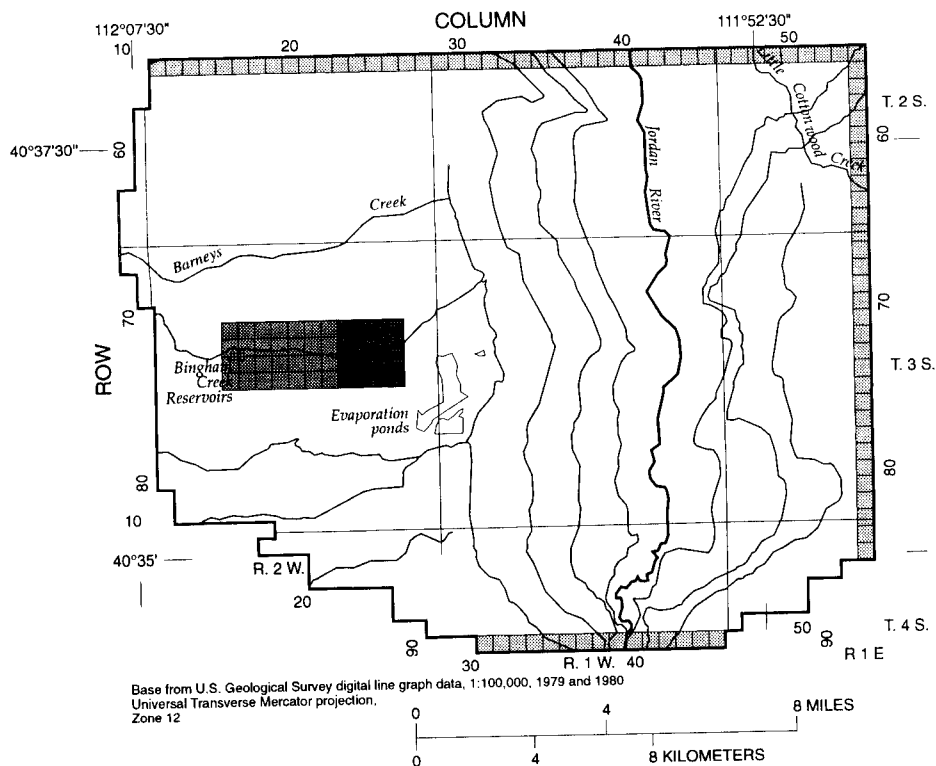 COLUMN
112°07'30"
111°52'30"
10
20
30
40
50
Little Cottonwood Creek
T. 2 S.
60
40°37'30"
60
Jordan River
Creek
Barneys
70
70
ROW
T. 3 S.
Bingham
Creek
Reservoirs
Evaporation
ponds
80
80
10
40°35'
R. 2 W.
20
90
30
R. 1 W.
40
50
90
T. 4 S.
R 1 E
Base from U.S. Geological Survey digital line graph data, 1:100,000, 1979 and 1980
Universal Transverse Mercator projection,
Zone 12
0 4 8 MILES
0 4 8 KILOMETERS